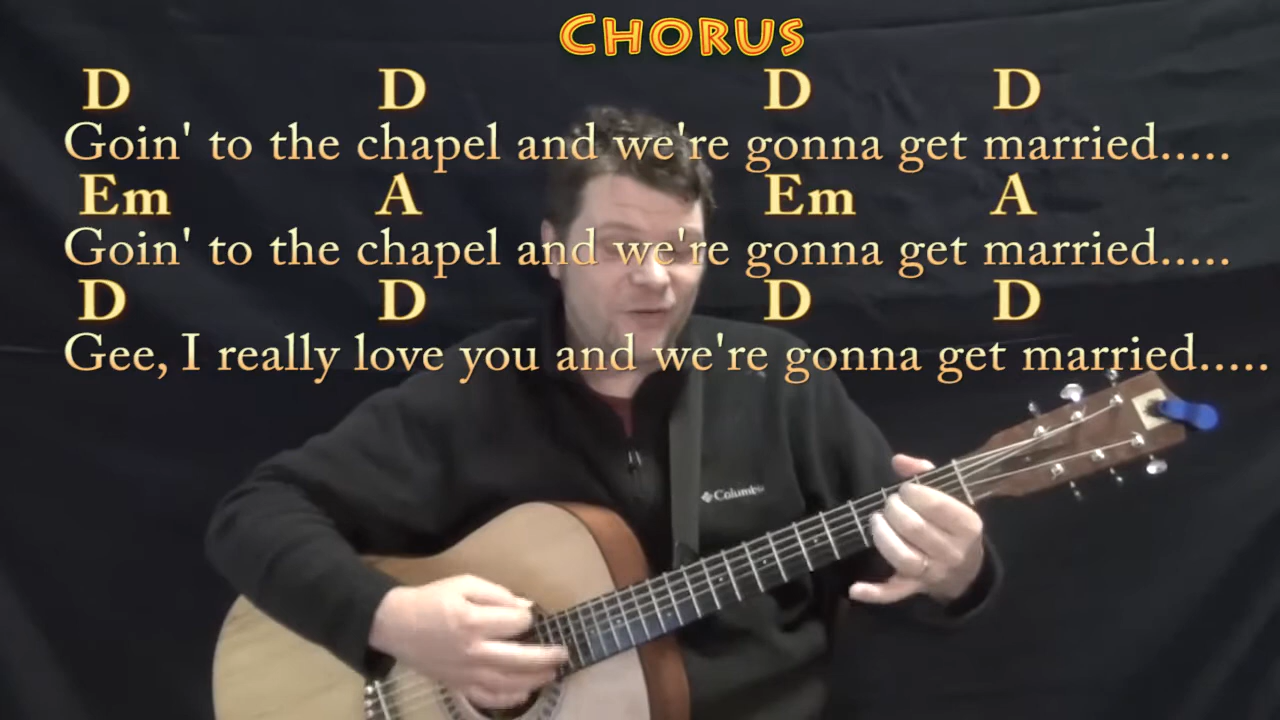 CHORUS
D D D D
Goin' to the chapel and we're gonna get married.....
Em A Em A
Goin' to the chapel and we're gonna get married.....
D D D D
Gee, I really love you and we're gonna get married.....
Columbia